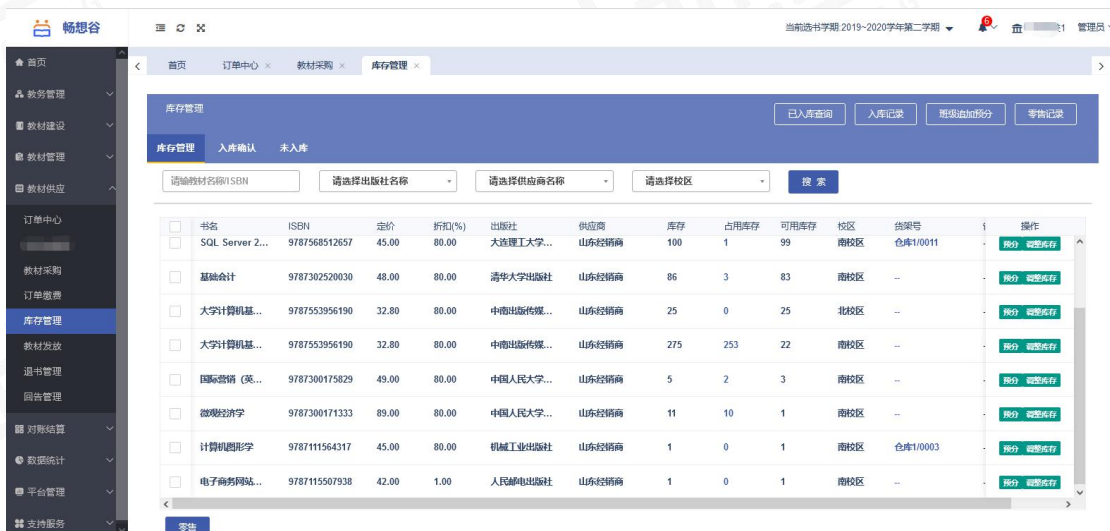 畅想谷
当前选书学期:2019~2020学年第二学期
6
1 管理员
首页
教务管理
教材建设
教材管理
教材供应
订单中心
教材采购
订单缴费
库存管理
教材发放
退书管理
回告管理
对账结算
数据统计
平台管理
支持服务
首页 订单中心 × 教材采购 × 库存管理 ×
库存管理
已入库查询 入库记录 班级追加预分 零售记录
库存管理 入库确认 未入库
请输教材名称/ISBN 请选择出版社名称 请选择供应商名称 请选择校区 搜 索
书名 ISBN 定价 折扣(%) 出版社 供应商 库存 占用库存 可用库存 校区 货架号 操作
SQL Server 2... 9787568512657 45.00 80.00 大连理工大学... 山东经销商 100 1 99 南校区 仓库1/0011 - 预分 调整库存
基础会计 9787302520030 48.00 80.00 清华大学出版社 山东经销商 86 3 83 南校区 -- - 预分 调整库存
大学计算机基... 9787553956190 32.80 80.00 中南出版传媒... 山东经销商 25 0 25 北校区 -- - 预分 调整库存
大学计算机基... 9787553956190 32.80 80.00 中南出版传媒... 山东经销商 275 253 22 南校区 -- - 预分 调整库存
国际营销 (英... 9787300175829 49.00 80.00 中国人民大学... 山东经销商 5 2 3 南校区 -- - 预分 调整库存
微观经济学 9787300171333 89.00 80.00 中国人民大学... 山东经销商 11 10 1 南校区 -- - 预分 调整库存
计算机图形学 9787111564317 45.00 80.00 机械工业出版社 山东经销商 1 0 1 南校区 仓库1/0003 - 预分 调整库存
电子商务网站... 9787115507938 42.00 1.00 人民邮电出版社 山东经销商 1 0 1 南校区 -- - 预分 调整库存
零售